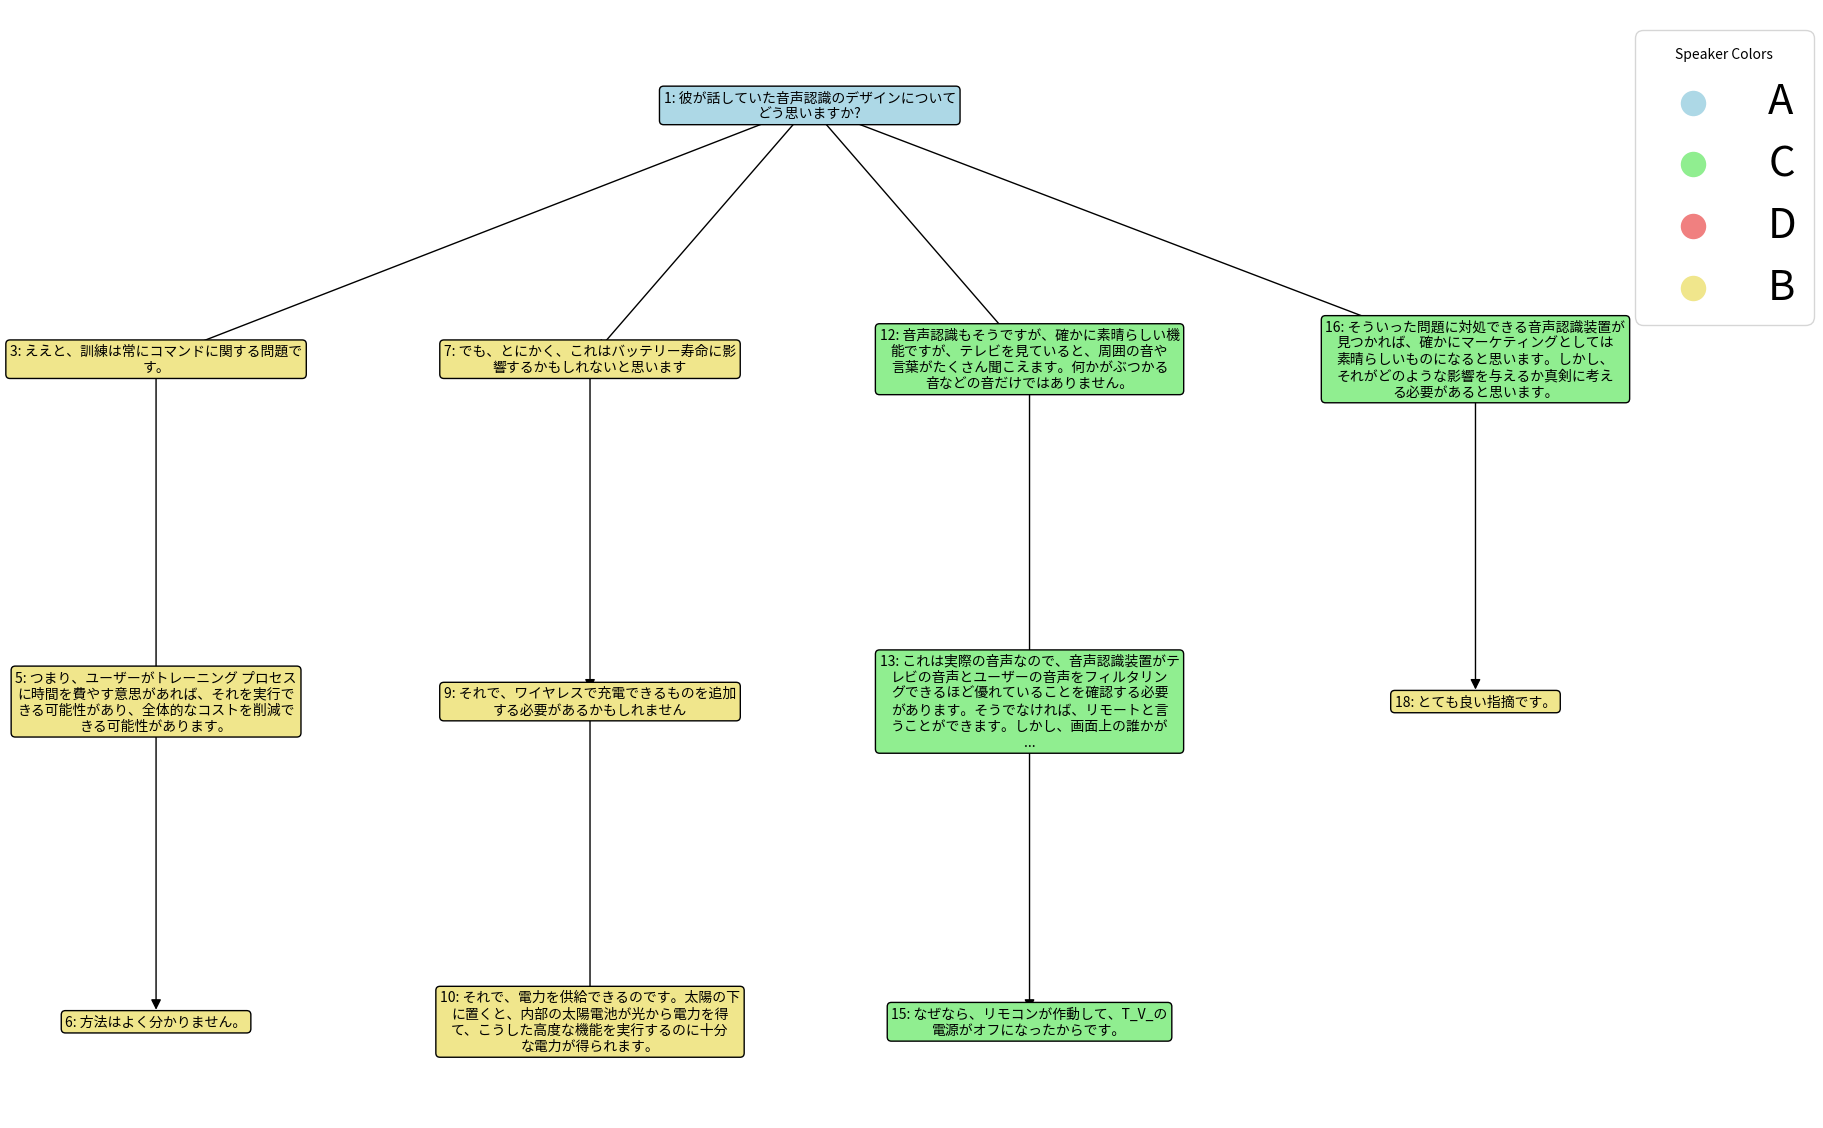 Speaker Colors
A
C
D
B
1: 彼が話していた音声認識のデザインについて
どう思いますか?
3: ええと、訓練は常にコマンドに関する問題で
す。
7: でも、とにかく、これはバッテリー寿命に影
響するかもしれないと思います
12: 音声認識もそうですが、確かに素晴らしい機
能ですが、テレビを見ていると、周囲の音や
言葉がたくさん聞こえます。何かがぶつかる
音などの音だけではありません。
16: そういった問題に対処できる音声認識装置が
見つかれば、確かにマーケティングとしては
素晴らしいものになると思います。しかし、
それがどのような影響を与えるか真剣に考え
る必要があると思います。
5: つまり、ユーザーがトレーニング プロセス
に時間を費やす意思があれば、それを実行で
きる可能性があり、全体的なコストを削減で
きる可能性があります。
9: それで、ワイヤレスで充電できるものを追加
する必要があるかもしれません
13: これは実際の音声なので、音声認識装置がテ
レビの音声とユーザーの音声をフィルタリン
グできるほど優れていることを確認する必要
があります。そうでなければ、リモートと言
うことができます。しかし、画面上の誰かが
...
18: とても良い指摘です。
6: 方法はよく分かりません。
10: それで、電力を供給できるのです。太陽の下
に置くと、内部の太陽電池が光から電力を得
て、こうした高度な機能を実行するのに十分
な電力が得られます。
15: なぜなら、リモコンが作動して、T_V_の
電源がオフになったからです。